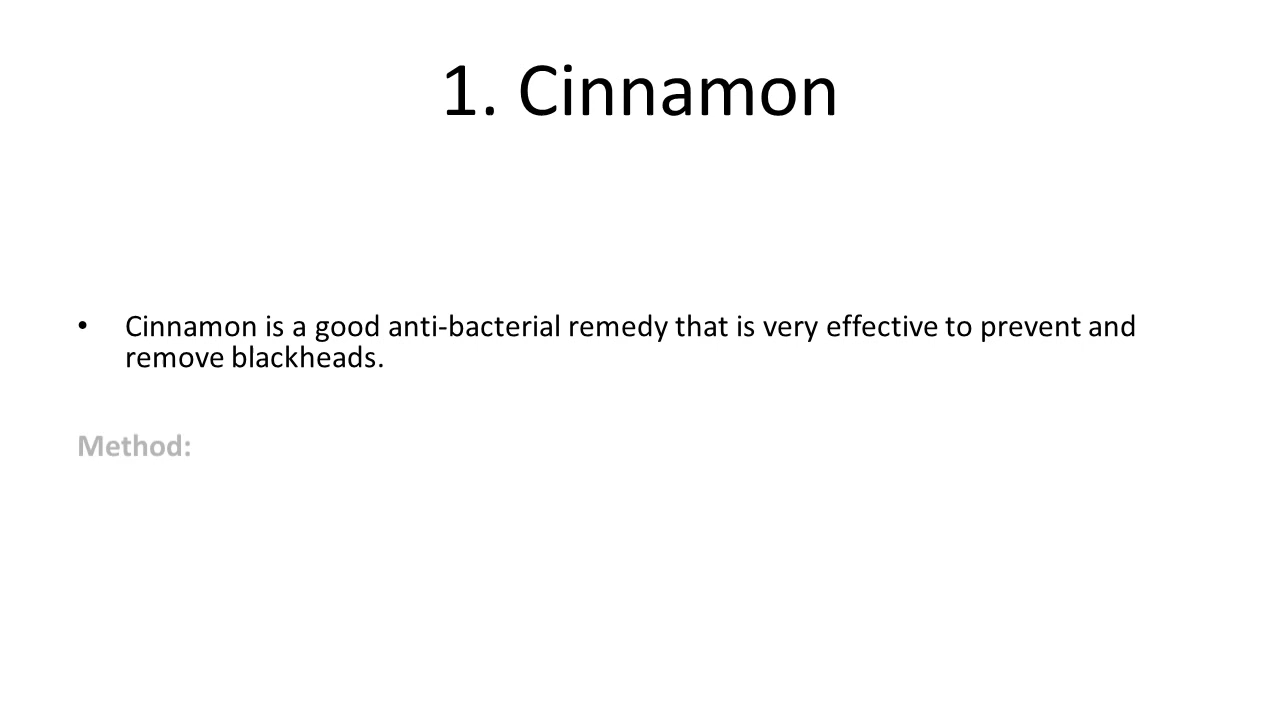 1. Cinnamon
• Cinnamon is a good anti-bacterial remedy that is very effective to prevent and
remove blackheads.
Method: